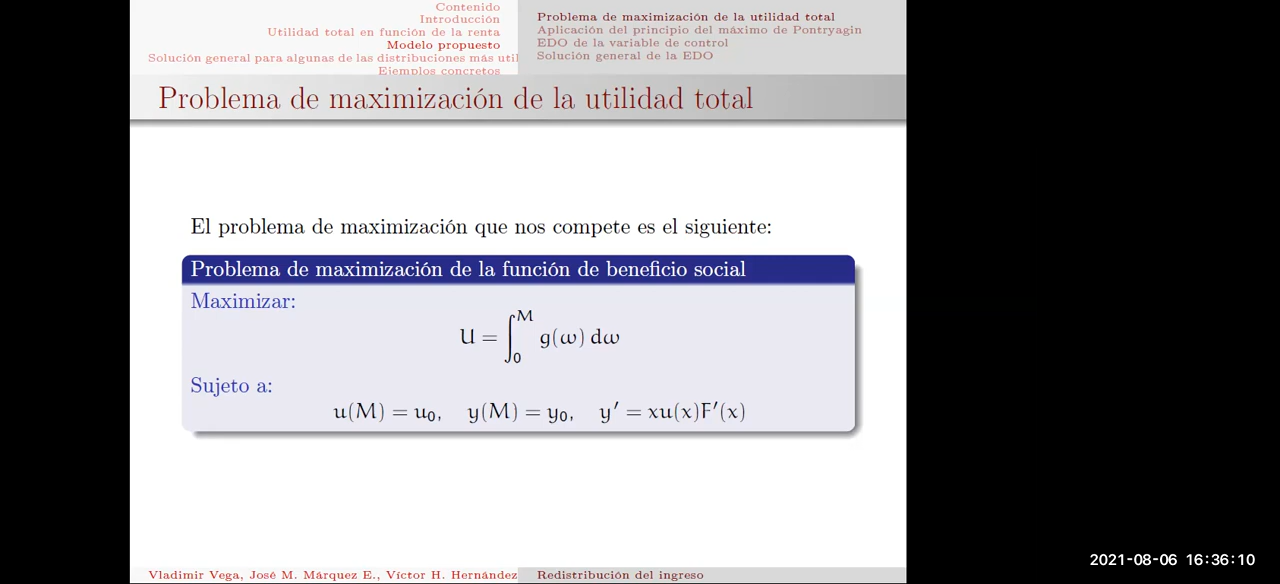 Contenido
Introducción
Utilidad total en función de la renta
Modelo propuesto
Solución general para algunas de las distribuciones más util
Ejemplos concretos
Problema de maximización de la utilidad total
Aplicación del principio del máximo de Pontryagin
EDO de la variable de control
Solución general de la EDO
Problema de maximización de la utilidad total
El problema de maximización que nos compete es el siguiente:
Problema de maximización de la función de beneficio social
Maximizar:
U = ∫₀ᴹ g(ω) dω
Sujeto a:
u(M) = u₀, y(M) = y₀, y′ = xu(x)F′(x)
Vladimir Vega, José M. Márquez E., Víctor H. Hernández
Redistribución del ingreso
2021-08-06 16:36:10